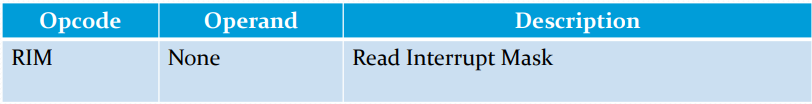 Opcode Operand Description
RIM None Read Interrupt Mask